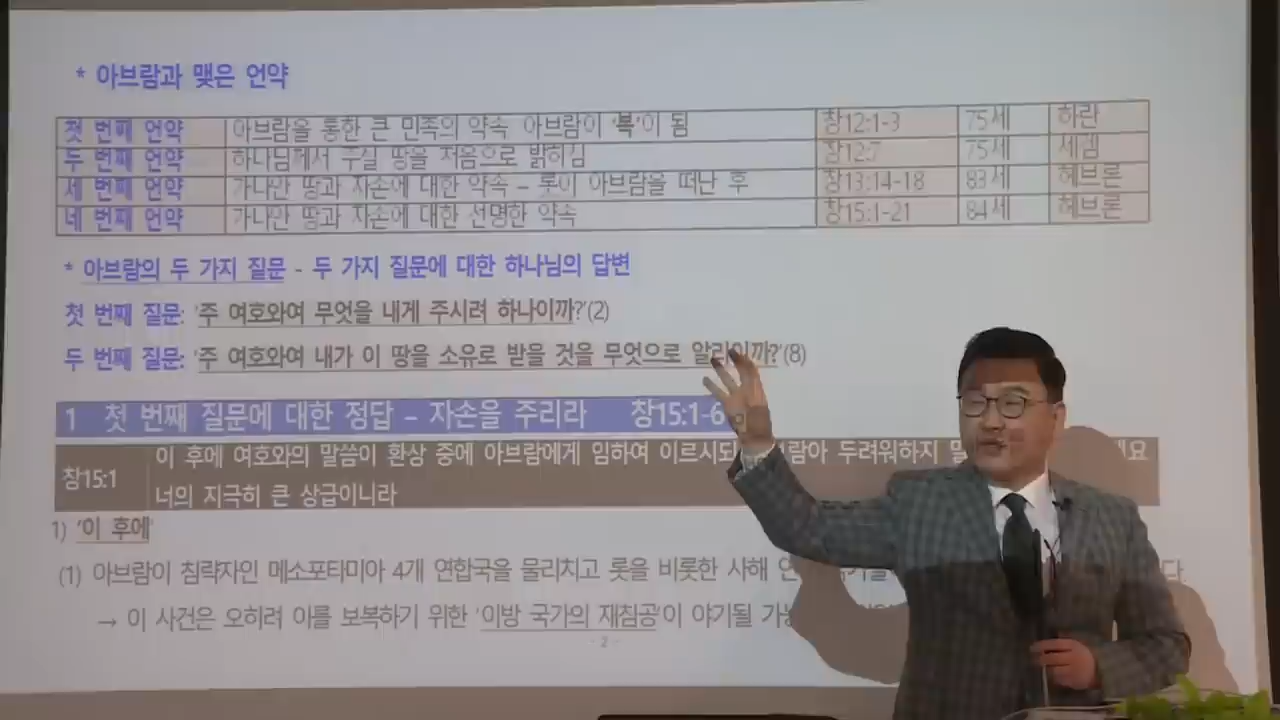 * 아브람과 맺은 언약
첫 번째 언약 아브람을 통한 큰 민족의 약속 아브람이 '복'이 됨 창12:1-3 75세 하란
두 번째 언약 하나님께서 주실 땅을 처음으로 밝히심 창12:7 75세 세겜
세 번째 언약 가나안 땅과 자손에 대한 약속 – 롯이 아브람을 떠난 후 창13:14-18 83세 헤브론
네 번째 언약 가나안 땅과 자손에 대한 선명한 약속 창15:1-21 84세 헤브론
* 아브람의 두 가지 질문 - 두 가지 질문에 대한 하나님의 답변
첫 번째 질문: '주 여호와여 무엇을 내게 주시려 하나이까?'(2)
두 번째 질문: '주 여호와여 내가 이 땅을 소유로 받을 것을 무엇으로 알리이까?'(8)
1 첫 번째 질문에 대한 정답 – 자손을 주리라 창15:1-6
창15:1 이 후에 여호와의 말씀이 환상 중에 아브람에게 임하여 이르시되 두려워하지
너의 지극히 큰 상급이니라
1) '이 후에'
(1) 아브람이 침략자인 메소포타미아 4개 연합국을 물리치고 롯을 비롯한 사해
→ 이 사건은 오히려 이를 보복하기 위한 '이방 국가의 재침공'이 야기될
- 2 -